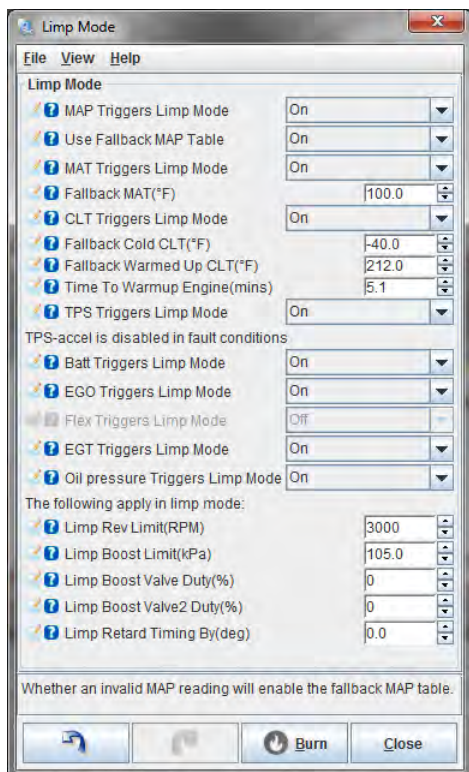 Limp Mode
File View Help
Limp Mode
MAP Triggers Limp Mode On
Use Fallback MAP Table On
MAT Triggers Limp Mode On
Fallback MAT(°F) 100.0
CLT Triggers Limp Mode On
Fallback Cold CLT(°F) -40.0
Fallback Warmed Up CLT(°F) 212.0
Time To Warmup Engine(mins) 5.1
TPS Triggers Limp Mode On
TPS-accel is disabled in fault conditions
Batt Triggers Limp Mode On
EGO Triggers Limp Mode On
Flex Triggers Limp Mode Off
EGT Triggers Limp Mode On
Oil pressure Triggers Limp Mode On
The following apply in limp mode:
Limp Rev Limit(RPM) 3000
Limp Boost Limit(kPa) 105.0
Limp Boost Valve Duty(%) 0
Limp Boost Valve2 Duty(%) 0
Limp Retard Timing By(deg) 0.0
Whether an invalid MAP reading will enable the fallback MAP table.
Burn Close